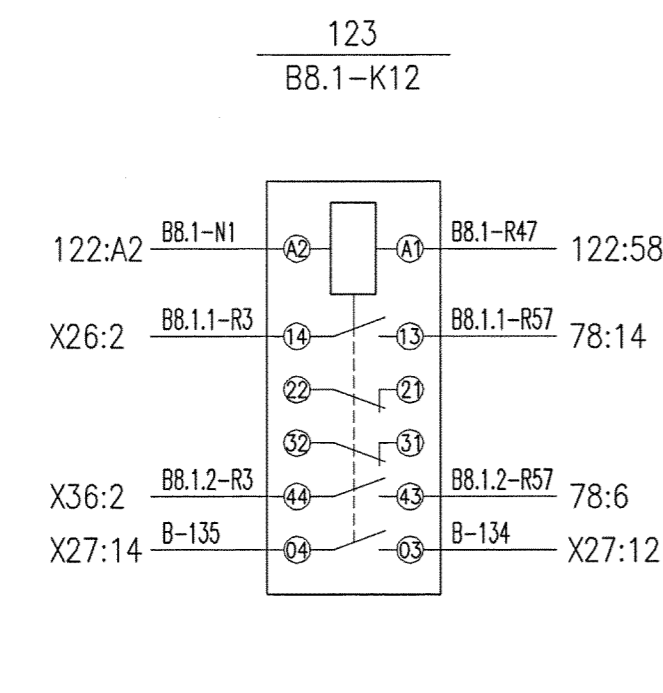 123
B8.1-K12
122:A2 B8.1-N1 A2 A1 B8.1-R47 122:58
X26:2 B8.1.1-R3 14 13 B8.1.1-R57 78:14
22 21
32 31
X36:2 B8.1.2-R3 44 43 B8.1.2-R57 78:6
X27:14 B-135 04 03 B-134 X27:12